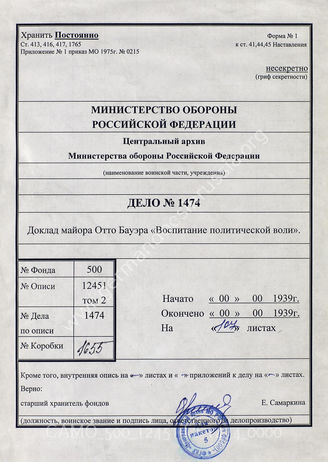 Хранить Постоянно
Ст. 413, 416, 417, 1765
Приложение № 1 приказ МО 1975г. № 0215
Форма № 1
к ст. 41,44,45 Наставления
несекретно
(гриф секретности)
МИНИСТЕРСТВО ОБОРОНЫ
РОССИЙСКОЙ ФЕДЕРАЦИИ
Центральный архив
Министерства обороны Российской Федерации
(наименование воинской части, учреждения)
ДЕЛО № 1474
Доклад майора Отто Бауэра «Воспитание политической воли».
№ Фонда 500
№ Описи 12451
том 2
№ Дела 1474
по описи
№ Коробки 1655
Начато « 00 » 00 1939г.
Окончено « 00 » 00 1939г.
На листах
Кроме того, внутренняя опись на «--» листах и «-» приложений к делу на «--» листах.
Верно:
старший хранитель фондов Е. Самаркина
(должность, воинское звание и подпись лица, ответственного за делопроизводство)